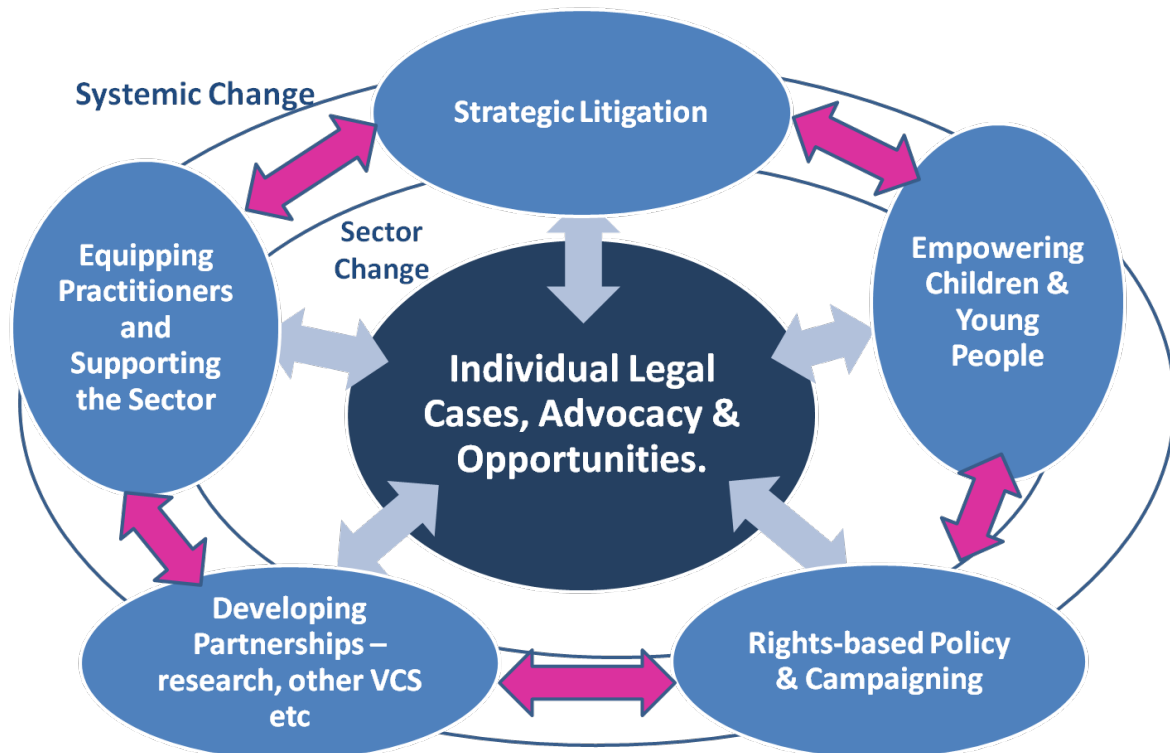 Systemic Change
Strategic Litigation
Sector
Change
Equipping
Practitioners
and
Supporting
the Sector
Empowering
Children &
Young
People
Individual Legal
Cases, Advocacy &
Opportunities.
Developing
Partnerships –
research, other VCS
etc
Rights-based Policy
& Campaigning